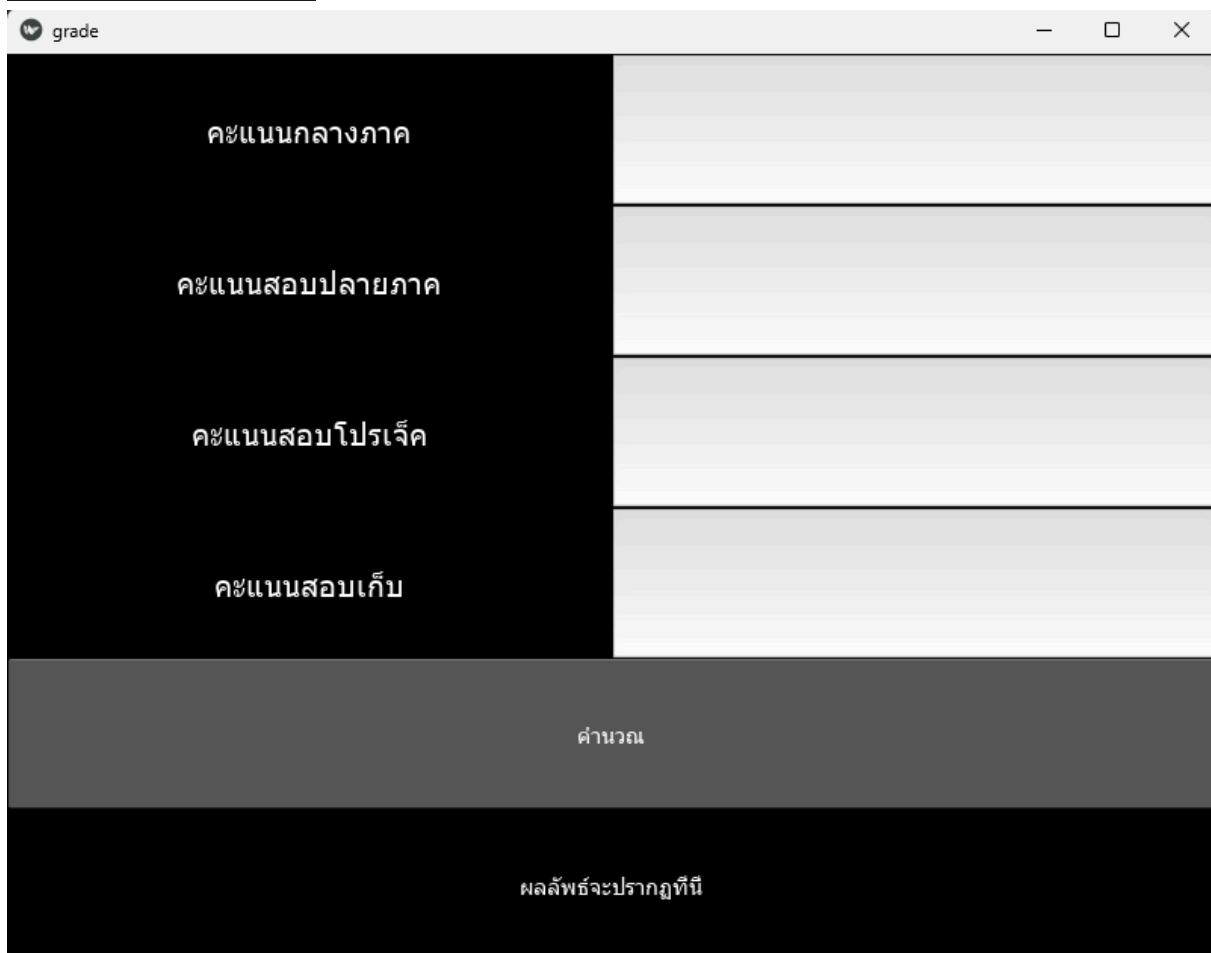 grade
คะแนนกลางภาค
คะแนนสอบปลายภาค
คะแนนสอบโปรเจ็ค
คะแนนสอบเก็บ
คำนวณ
ผลลัพธ์จะปรากฏที่นี่